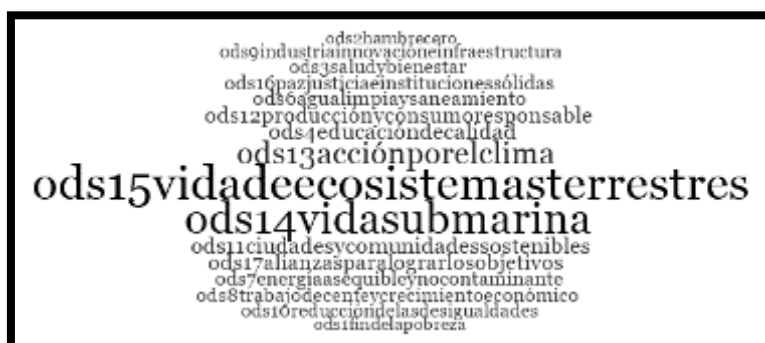 ods2hambrecero
ods9industriainnovacióneinfraestructura
ods3saludybienestar
ods16pazjusticiaeinstitucionessólidas
ods6agualimpiaysaneamiento
ods12producciónyconsumoresponsable
ods4educacióndecalidad
ods13acciónporelclima
ods15vidadeecosistemasterrestres
ods14vidasubmarina
ods11ciudadesycomunidadessostenibles
ods17alianzasparalograrlosobjetivos
ods7energíaasequibleynocontaminante
ods8trabajodecenteycrecimientoeconómico
ods10reduccióndelasdesigualdades
ods1findelapobreza